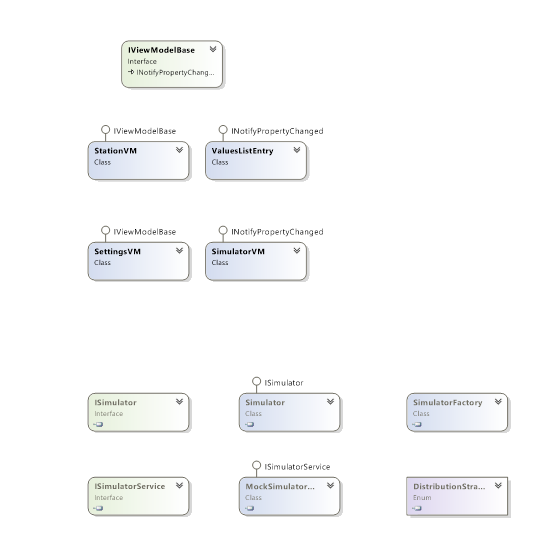 IViewModelBase
Interface
INotifyPropertyChang...
IViewModelBase
INotifyPropertyChanged
StationVM
Class
ValuesListEntry
Class
IViewModelBase
INotifyPropertyChanged
SettingsVM
Class
SimulatorVM
Class
ISimulator
ISimulator
Interface
Simulator
Class
SimulatorFactory
Class
ISimulatorService
ISimulatorService
Interface
MockSimulator...
Class
DistributionStra...
Enum